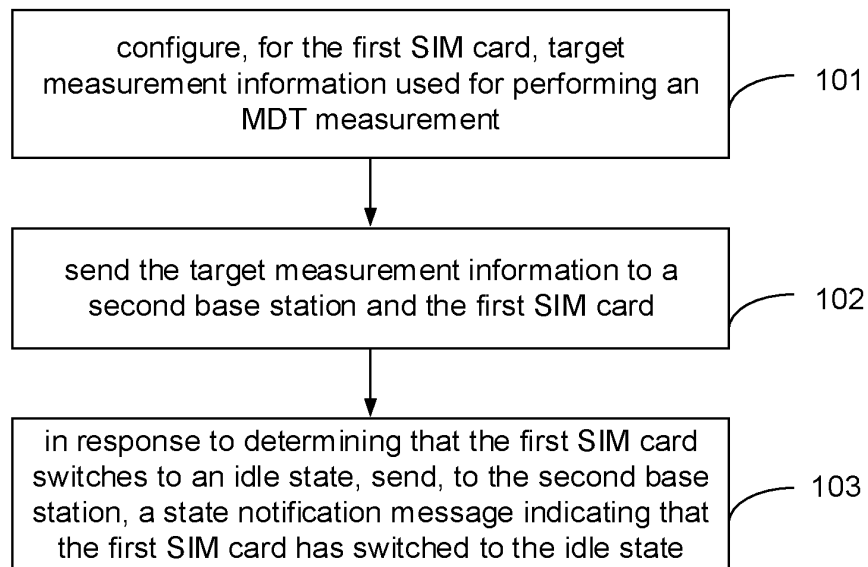 configure, for the first SIM card, target
measurement information used for performing an
MDT measurement
101
send the target measurement information to a
second base station and the first SIM card
102
in response to determining that the first SIM card
switches to an idle state, send, to the second base
station, a state notification message indicating that
the first SIM card has switched to the idle state
103